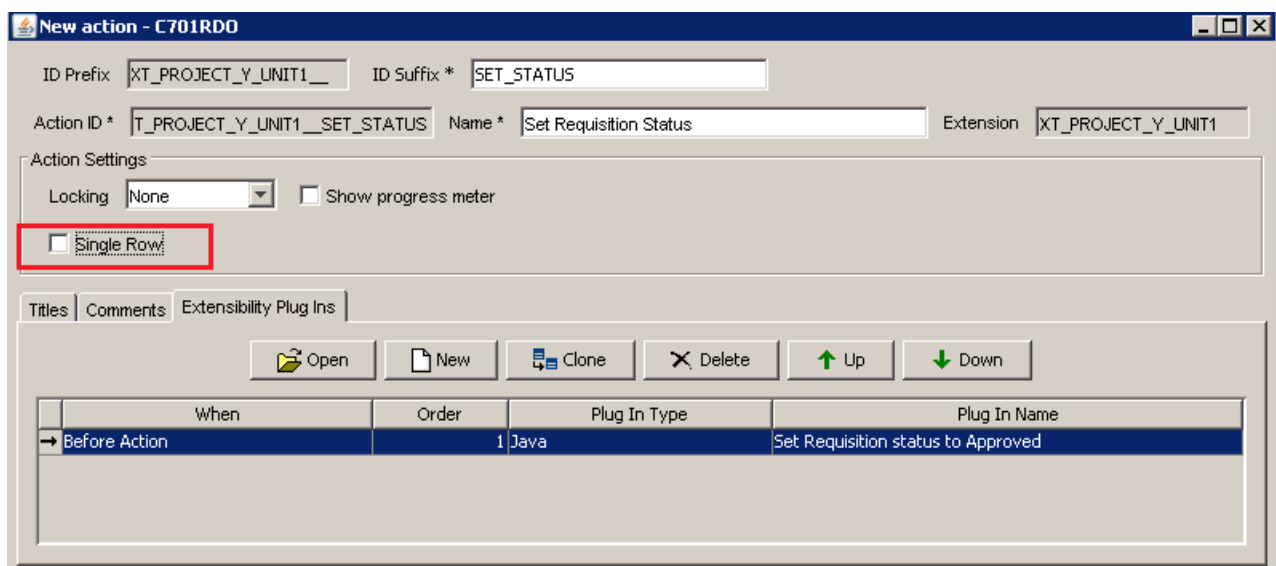 New action - C701RDO
ID Prefix XT_PROJECT_Y_UNIT1__ ID Suffix * SET_STATUS
Action ID * T_PROJECT_Y_UNIT1__SET_STATUS Name * Set Requisition Status Extension XT_PROJECT_Y_UNIT1
Action Settings
Locking None Show progress meter
Single Row
Titles Comments Extensibility Plug Ins
Open New Clone Delete Up Down
When Order Plug In Type Plug In Name
Before Action 1 Java Set Requisition status to Approved